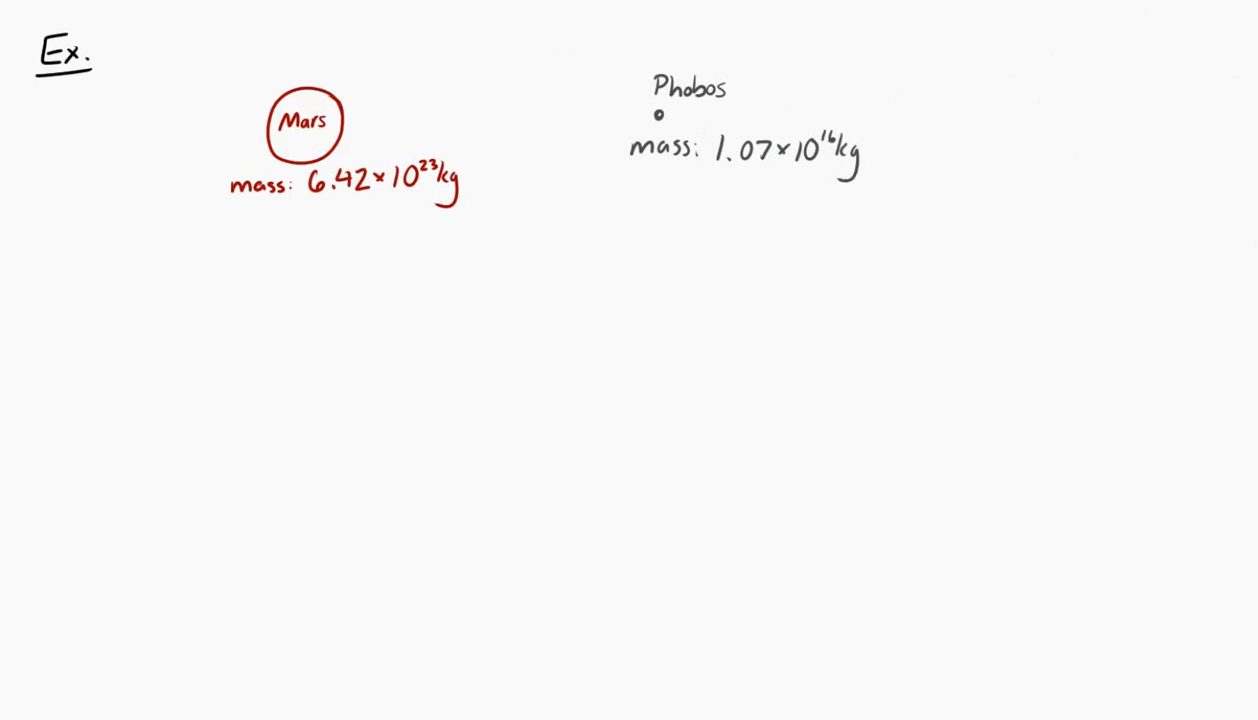 Ex.
Mars
mass: 6.42×10²³kg
Phobos
mass: 1.07×10¹⁶kg